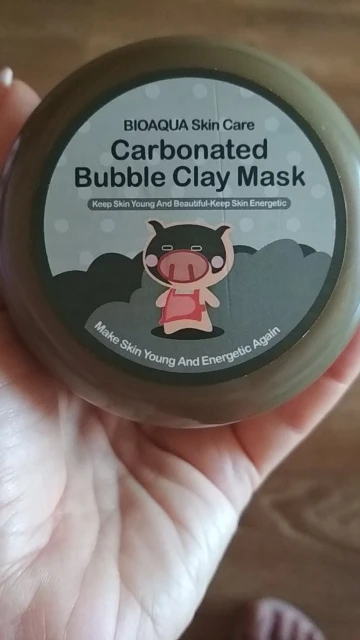 BIOAQUA Skin Care
Carbonated
Bubble Clay Mask
Keep Skin Young And Beautiful-Keep Skin Energetic
Make Skin Young And Energetic Again